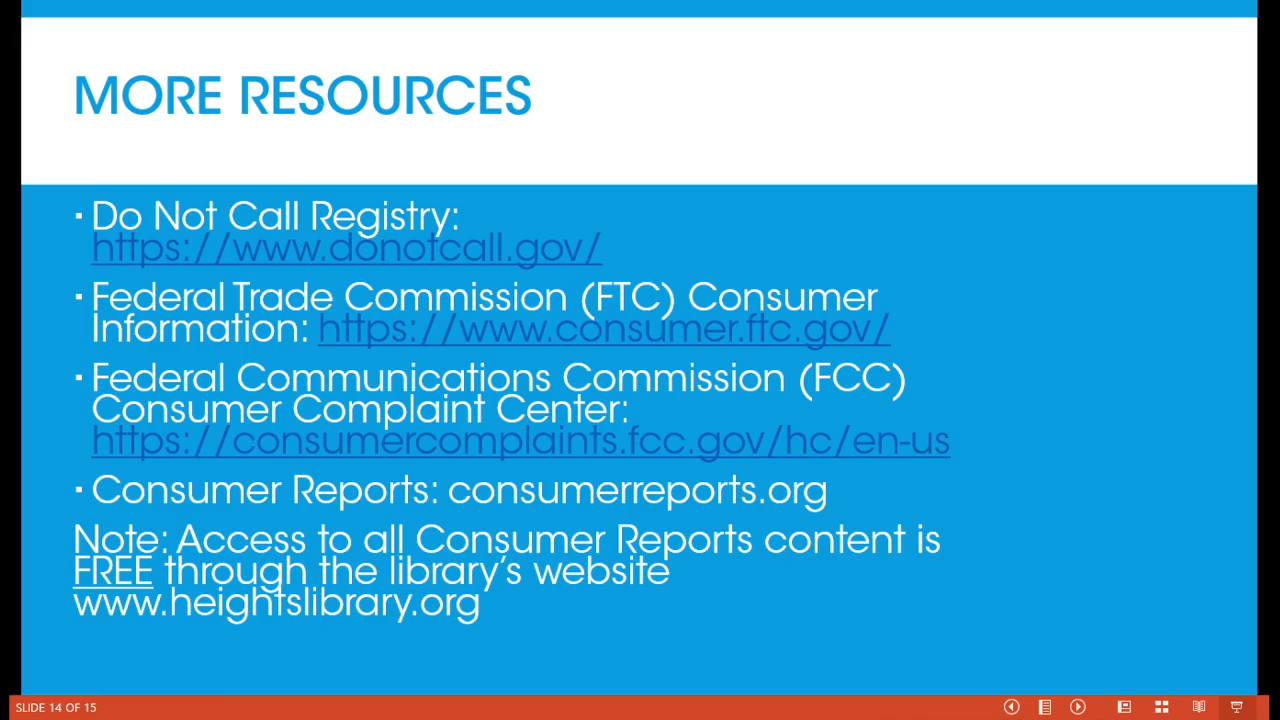 MORE RESOURCES
▪ Do Not Call Registry:
https://www.donotcall.gov/
▪ Federal Trade Commission (FTC) Consumer
Information: https://www.consumer.ftc.gov/
▪ Federal Communications Commission (FCC)
Consumer Complaint Center:
https://consumercomplaints.fcc.gov/hc/en-us
▪ Consumer Reports: consumerreports.org
Note: Access to all Consumer Reports content is
FREE through the library's website
www.heightslibrary.org
SLIDE 14 OF 15